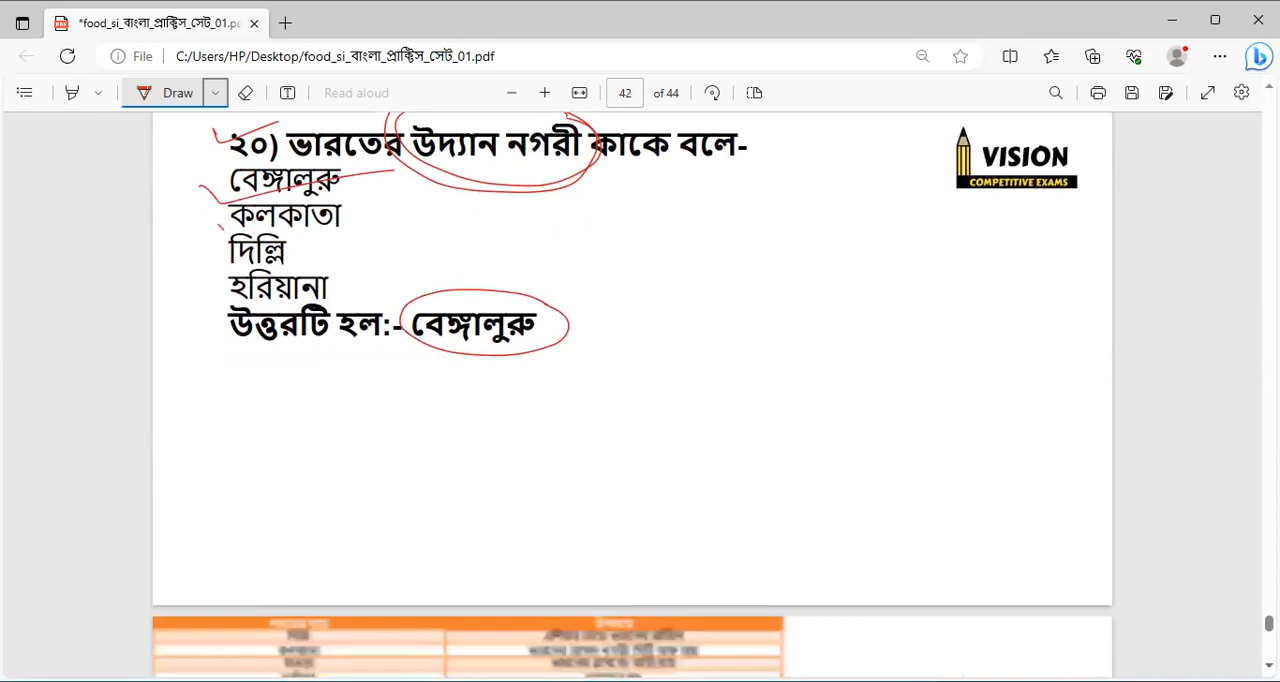 *food_si_বাংলা_প্রাক্টিস_সেট_01.p
File
C:/Users/HP/Desktop/food_si_বাংলা_প্রাক্টিস_সেট_01.pdf
Draw
Read aloud
42
of 44
২০) ভারতের উদ্যান নগরী কাকে বলে-
বেঙ্গালুরু
কলকাতা
দিল্লি
হরিয়ানা
উত্তরটি হল:- বেঙ্গালুরু
VISION
COMPETITIVE EXAMS